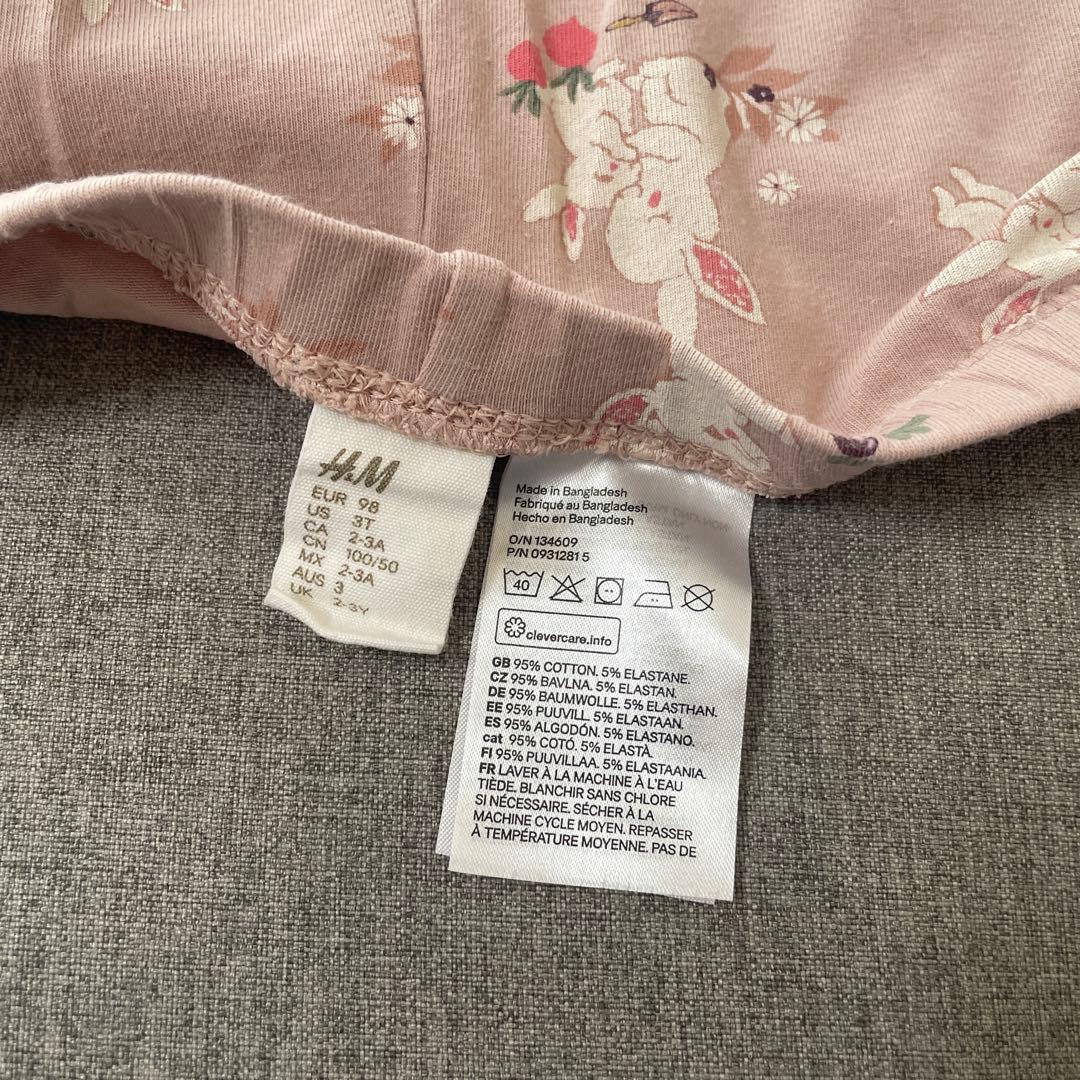 H&M
EUR 98
US 3T
CA 2-3A
CN 100/50
MX 2-3A
AUS 3
UK 2-3Y
Made in Bangladesh
Fabriqué au Bangladesh
Hecho en Bangladesh
O/N 134609
P/N 0931281 5
40
clevercare.info
GB 95% COTTON. 5% ELASTANE.
CZ 95% BAVLNA. 5% ELASTAN.
DE 95% BAUMWOLLE. 5% ELASTHAN.
EE 95% PUUVILL. 5% ELASTAAN.
ES 95% ALGODÓN. 5% ELASTANO.
cat 95% COTÓ. 5% ELASTÀ.
FI 95% PUUVILLAA. 5% ELASTAANIA.
FR LAVER À LA MACHINE À L'EAU
TIÈDE. BLANCHIR SANS CHLORE
SI NÉCESSAIRE. SÉCHER À LA
MACHINE CYCLE MOYEN. REPASSER
À TEMPÉRATURE MOYENNE. PAS DE